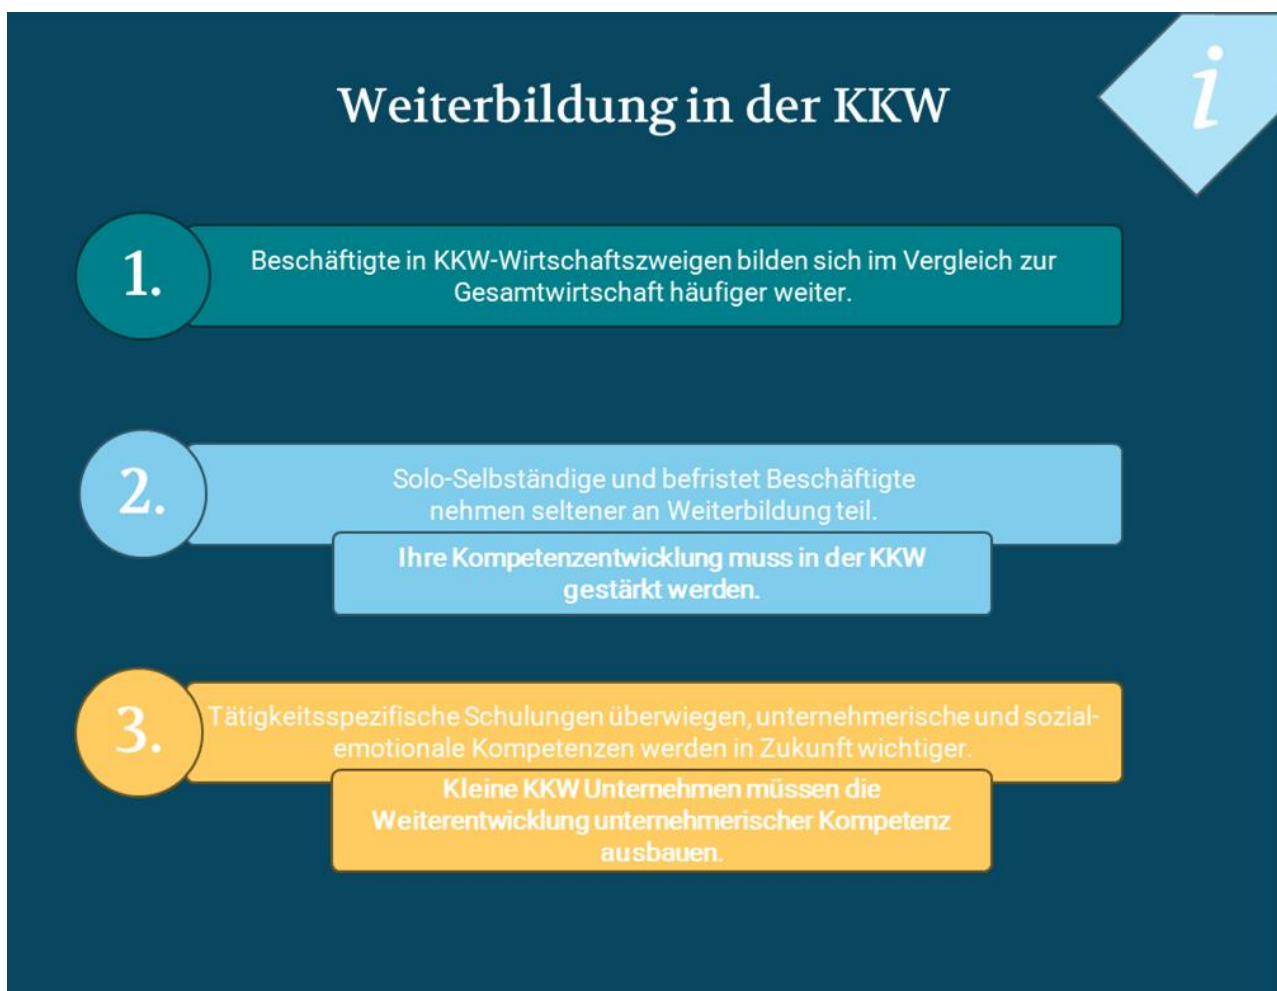 Weiterbildung in der KKW
i
1.
Beschäftigte in KKW-Wirtschaftszweigen bilden sich im Vergleich zur
Gesamtwirtschaft häufiger weiter.
2.
Solo-Selbständige und befristet Beschäftigte
nehmen seltener an Weiterbildung teil.
Ihre Kompetenzentwicklung muss in der KKW
gestärkt werden.
3.
Tätigkeitsspezifische Schulungen überwiegen, unternehmerische und sozial-
emotionale Kompetenzen werden in Zukunft wichtiger.
Kleine KKW Unternehmen müssen die
Weiterentwicklung unternehmerischer Kompetenz
ausbauen.